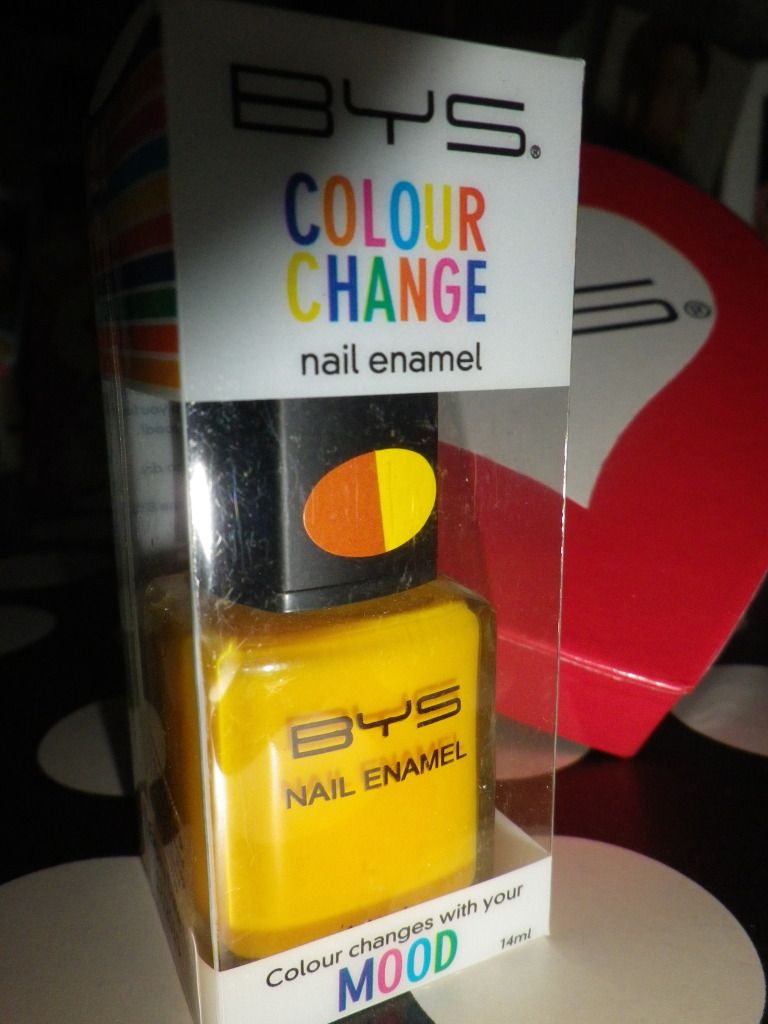 BYS®
COLOUR
CHANGE
nail enamel
S®
BYS
NAIL ENAMEL
Colour changes with your
MOOD
14ml